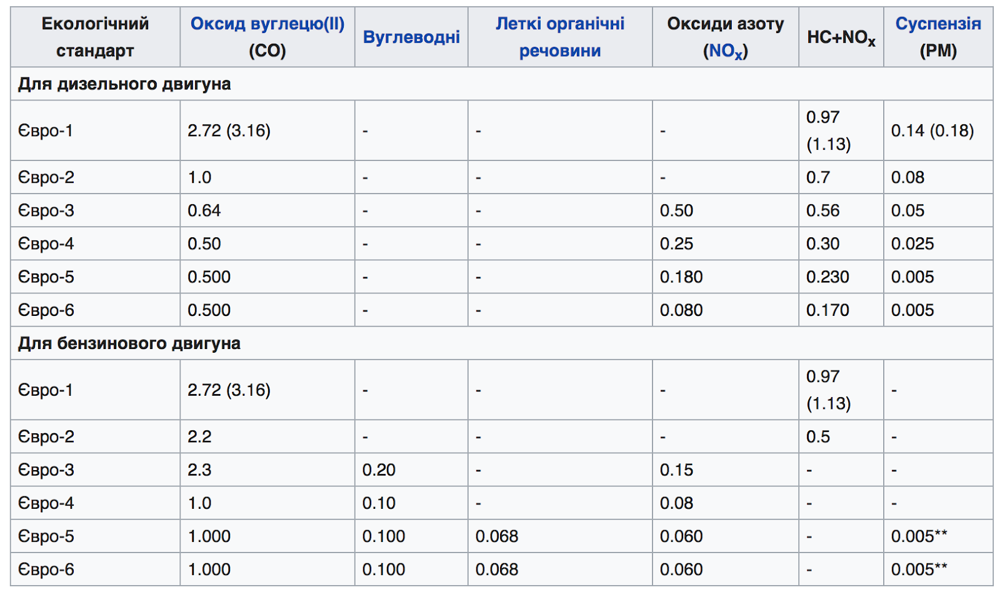 Екологічний стандарт Оксид вуглецю(II) (CO) Вуглеводні Леткі органічні речовини Оксиди азоту (NOx) HC+NOx Суспензія (PM)
Для дизельного двигуна
Євро-1 2.72 (3.16) - - - 0.97 (1.13) 0.14 (0.18)
Євро-2 1.0 - - - 0.7 0.08
Євро-3 0.64 - - 0.50 0.56 0.05
Євро-4 0.50 - - 0.25 0.30 0.025
Євро-5 0.500 - - 0.180 0.230 0.005
Євро-6 0.500 - - 0.080 0.170 0.005
Для бензинового двигуна
Євро-1 2.72 (3.16) - - - 0.97 (1.13) -
Євро-2 2.2 - - - 0.5 -
Євро-3 2.3 0.20 - 0.15 - -
Євро-4 1.0 0.10 - 0.08 - -
Євро-5 1.000 0.100 0.068 0.060 - 0.005**
Євро-6 1.000 0.100 0.068 0.060 - 0.005**